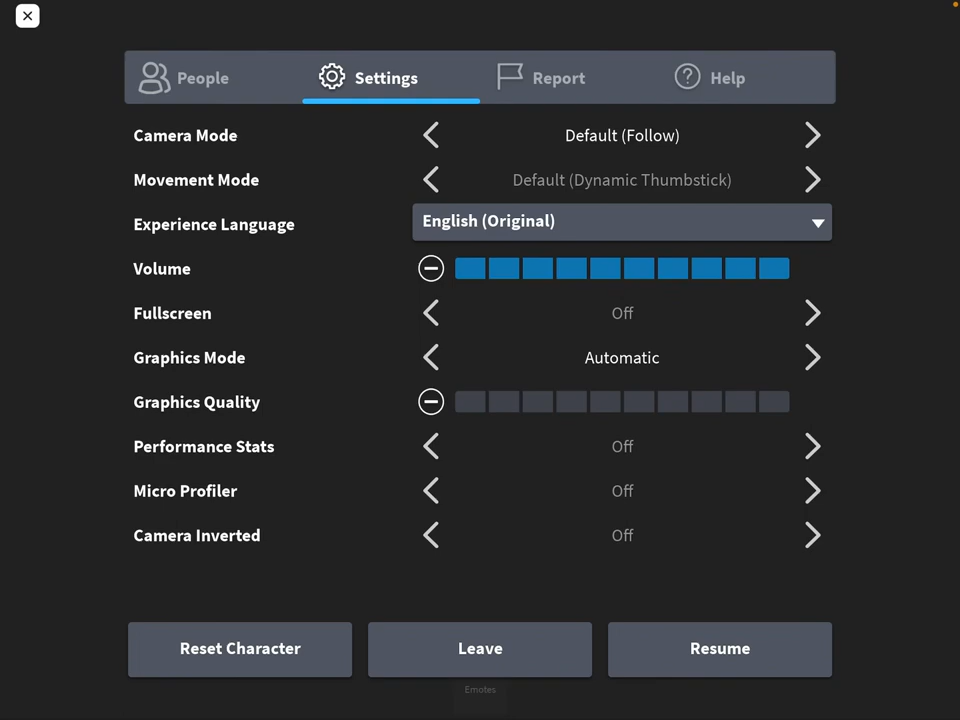 People
Settings
Report
Help
Camera Mode
Default (Follow)
Movement Mode
Default (Dynamic Thumbstick)
Experience Language
English (Original)
Volume
Fullscreen
Off
Graphics Mode
Automatic
Graphics Quality
Performance Stats
Off
Micro Profiler
Off
Camera Inverted
Off
Reset Character
Leave
Resume
Emotes